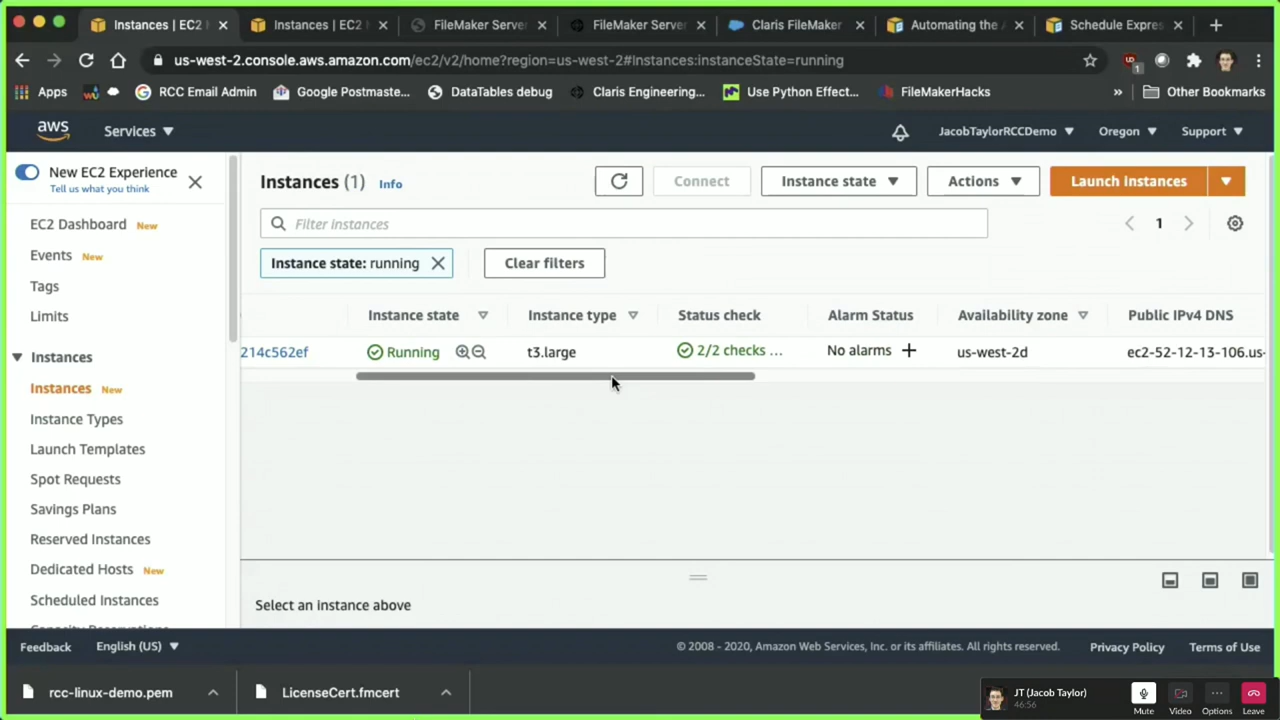 Instances | EC2 M
Instances | EC2 M
FileMaker Server
FileMaker Server
Claris FileMaker
Automating the A
Schedule Expres
us-west-2.console.aws.amazon.com/ec2/v2/home?region=us-west-2#Instances:instanceState=running
1
Apps
RCC Email Admin
Google Postmaste...
DataTables debug
Claris Engineering...
Use Python Effect...
FileMakerHacks
»
Other Bookmarks
aws
Services
JacobTaylorRCCDemo
Oregon
Support
New EC2 Experience
Tell us what you think
EC2 Dashboard New
Events New
Tags
Limits
Instances
Instances New
Instance Types
Launch Templates
Spot Requests
Savings Plans
Reserved Instances
Dedicated Hosts New
Scheduled Instances
Capacity Reservations
Instances (1) Info
Connect
Instance state
Actions
Launch Instances
Filter instances
1
Instance state: running
Clear filters
Instance state
Instance type
Status check
Alarm Status
Availability zone
Public IPv4 DNS
214c562ef
Running
t3.large
2/2 checks ...
No alarms
us-west-2d
ec2-52-12-13-106.us-
Select an instance above
Feedback
English (US)
© 2008 - 2020, Amazon Web Services, Inc. or its affiliates. All rights reserved.
Privacy Policy
Terms of Use
rcc-linux-demo.pem
LicenseCert.fmcert
JT (Jacob Taylor)
46:56
Mute
Video
Options
Leave